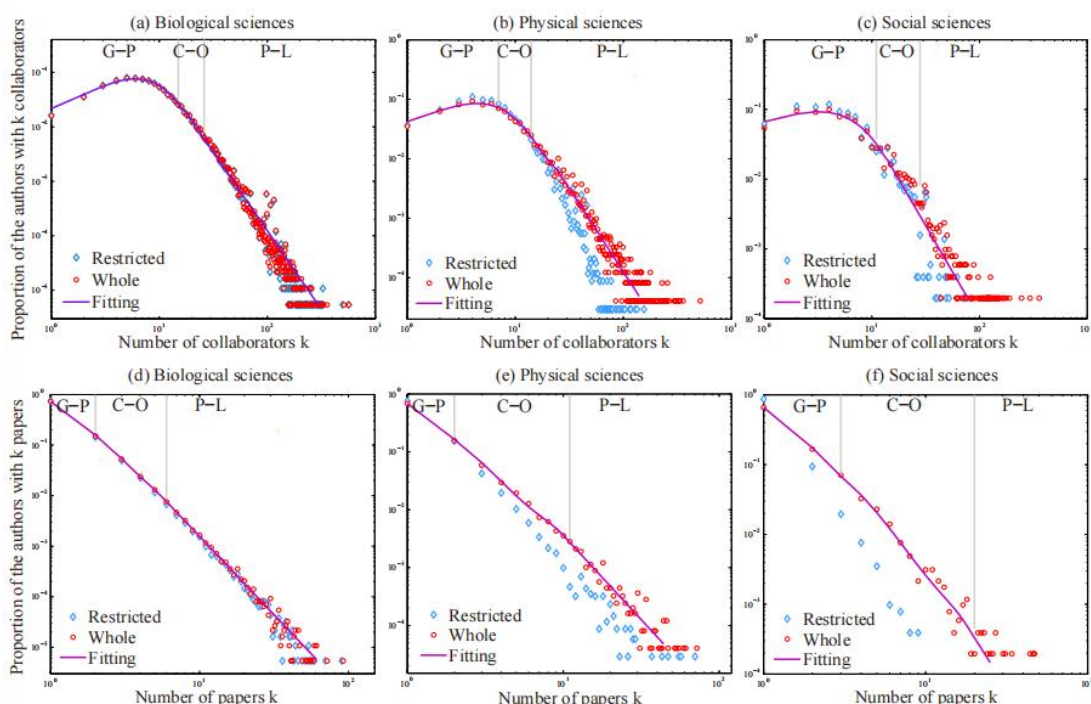 (a) Biological sciences
G–P C–O P–L
Proportion of the authors with k collaborators
Restricted
Whole
Fitting
Number of collaborators k
(b) Physical sciences
G–P C–O P–L
Restricted
Whole
Fitting
Number of collaborators k
(c) Social sciences
G–P C–O P–L
Restricted
Whole
Fitting
Number of collaborators k
(d) Biological sciences
G–P C–O P–L
Proportion of the authors with k papers
Restricted
Whole
Fitting
Number of papers k
(e) Physical sciences
G–P C–O P–L
Restricted
Whole
Fitting
Number of papers k
(f) Social sciences
G–P C–O P–L
Restricted
Whole
Fitting
Number of papers k